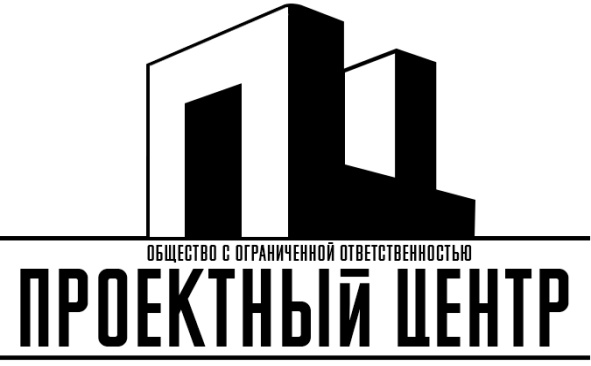 ОБЩЕСТВО С ОГРАНИЧЕННОЙ ОТВЕТСТВЕННОСТЬЮ
ПРОЕКТНЫЙ ЦЕНТР